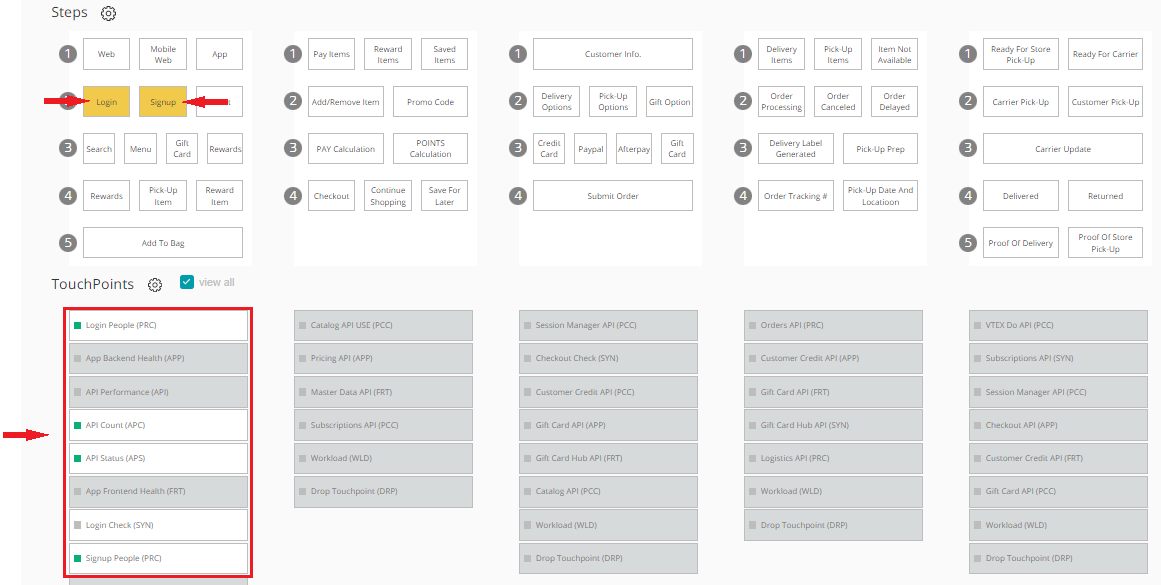 Steps
1 Web Mobile Web App
Login Signup t
3 Search Menu Gift Card Rewards
4 Rewards Pick-Up Item Reward Item
5 Add To Bag
1 Pay Items Reward Items Saved Items
2 Add/Remove Item Promo Code
3 PAY Calculation POINTS Calculation
4 Checkout Continue Shopping Save For Later
1 Customer Info.
2 Delivery Options Pick-Up Options Gift Option
3 Credit Card Paypal Afterpay Gift Card
4 Submit Order
1 Delivery Items Pick-Up Items Item Not Available
2 Order Processing Order Canceled Order Delayed
3 Delivery Label Generated Pick-Up Prep
4 Order Tracking # Pick-Up Date And Locatioon
1 Ready For Store Pick-Up Ready For Carrier
2 Carrier Pick-Up Customer Pick-Up
3 Carrier Update
4 Delivered Returned
5 Proof Of Delivery Proof Of Store Pick-Up
TouchPoints view all
Login People (PRC)
App Backend Health (APP)
API Performance (API)
API Count (APC)
API Status (APS)
App Frontend Health (FRT)
Login Check (SYN)
Signup People (PRC)
Catalog API USE (PCC)
Pricing API (APP)
Master Data API (FRT)
Subscriptions API (PCC)
Workload (WLD)
Drop Touchpoint (DRP)
Session Manager API (PCC)
Checkout Check (SYN)
Customer Credit API (PCC)
Gift Card API (APP)
Gift Card Hub API (FRT)
Catalog API (PCC)
Workload (WLD)
Drop Touchpoint (DRP)
Orders API (PRC)
Customer Credit API (APP)
Gift Card API (FRT)
Gift Card Hub API (SYN)
Logistics API (PRC)
Workload (WLD)
Drop Touchpoint (DRP)
VTEX Do API (PCC)
Subscriptions API (SYN)
Session Manager API (PCC)
Checkout API (APP)
Customer Credit API (FRT)
Gift Card API (PCC)
Workload (WLD)
Drop Touchpoint (DRP)